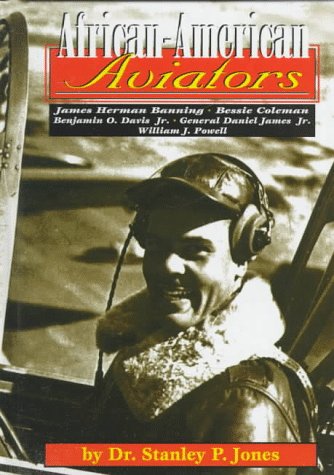 African-American
Aviators
James Herman Banning · Bessie Coleman
Benjamin O. Davis Jr. · General Daniel James Jr.
William J. Powell
by Dr. Stanley P. Jones